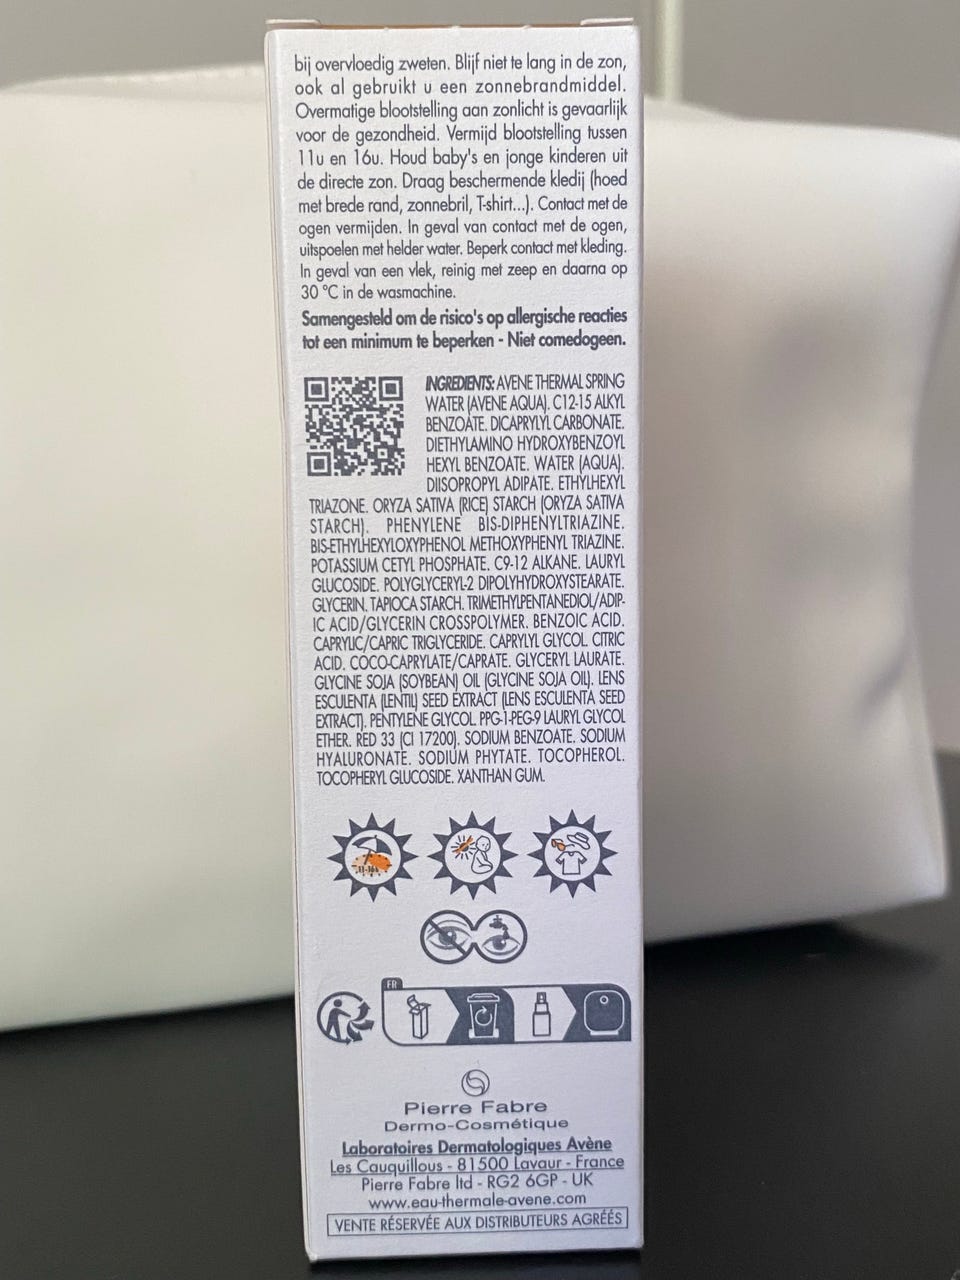 bij overvloedig zweten. Blijf niet te lang in de zon,
ook al gebruikt u een zonnebrandmiddel.
Overmatige blootstelling aan zonlicht is gevaarlijk
voor de gezondheid. Vermijd blootstelling tussen
11u en 16u. Houd baby's en jonge kinderen uit
de directe zon. Draag beschermende kledij (hoed
met brede rand, zonnebril, T-shirt...). Contact met de
ogen vermijden. In geval van contact met de ogen,
uitspoelen met helder water. Beperk contact met kleding.
In geval van een vlek, reinig met zeep en daarna op
30 °C in de wasmachine.
Samengesteld om de risico's op allergische reacties
tot een minimum te beperken - Niet comedogeen.
INGREDIENTS: AVENE THERMAL SPRING
WATER (AVENE AQUA). C12-15 ALKYL
BENZOATE. DICAPRYLYL CARBONATE.
DIETHYLAMINO HYDROXYBENZOYL
HEXYL BENZOATE. WATER (AQUA).
DIISOPROPYL ADIPATE. ETHYLHEXYL
TRIAZONE. ORYZA SATIVA (RICE) STARCH (ORYZA SATIVA
STARCH). PHENYLENE BIS-DIPHENYLTRIAZINE.
BIS-ETHYLHEXYLOXYPHENOL METHOXYPHENYL TRIAZINE.
POTASSIUM CETYL PHOSPHATE. C9-12 ALKANE. LAURYL
GLUCOSIDE. POLYGLYCERYL-2 DIPOLYHYDROXYSTEARATE.
GLYCERIN. TAPIOCA STARCH. TRIMETHYLPENTANEDIOL/ADIP-
IC ACID/GLYCERIN CROSSPOLYMER. BENZOIC ACID.
CAPRYLIC/CAPRIC TRIGLYCERIDE. CAPRYLYL GLYCOL. CITRIC
ACID. COCO-CAPRYLATE/CAPRATE. GLYCERYL LAURATE.
GLYCINE SOJA (SOYBEAN) OIL (GLYCINE SOJA OIL). LENS
ESCULENTA (LENTIL) SEED EXTRACT (LENS ESCULENTA SEED
EXTRACT). PENTYLENE GLYCOL. PPG-1-PEG-9 LAURYL GLYCOL
ETHER. RED 33 (CI 17200). SODIUM BENZOATE. SODIUM
HYALURONATE. SODIUM PHYTATE. TOCOPHEROL.
TOCOPHERYL GLUCOSIDE. XANTHAN GUM.
11-16h
FR
Pierre Fabre
Dermo-Cosmétique
Laboratoires Dermatologiques Avène
Les Cauquillous - 81500 Lavaur - France
Pierre Fabre ltd - RG2 6GP - UK
www.eau-thermale-avene.com
VENTE RÉSERVÉE AUX DISTRIBUTEURS AGRÉÉS